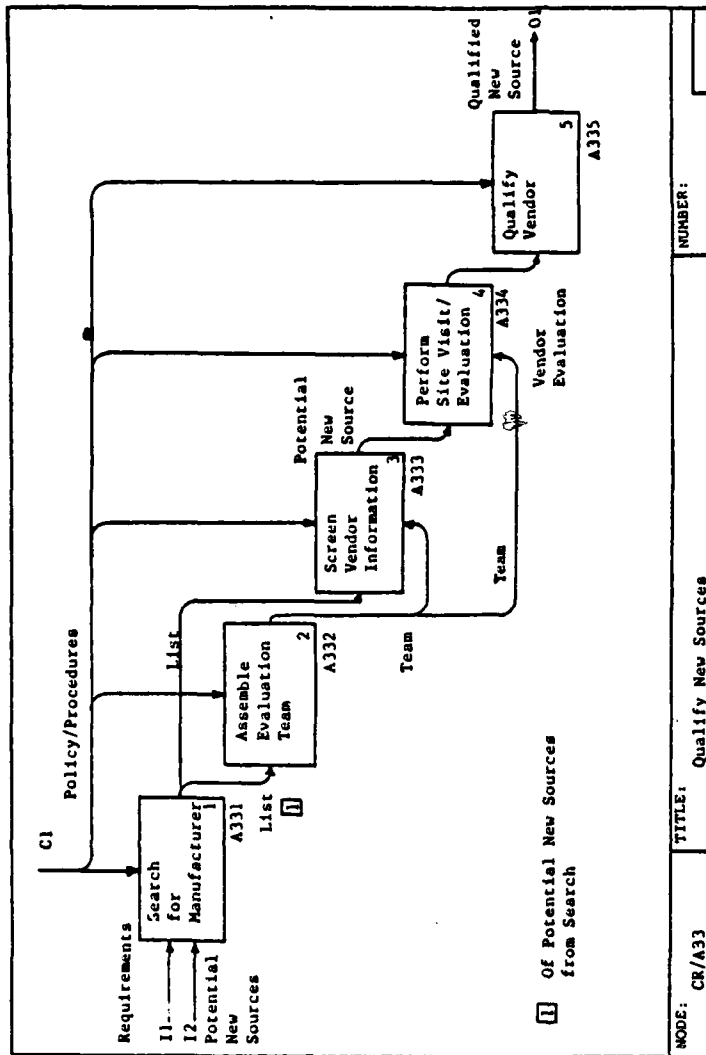 C1
Policy/Procedures
Requirements
I1
I2
Potential
New
Sources
Search
for
Manufacturer
1
A331
List
1
List
Assemble
Evaluation
Team
2
A332
Team
Team
Screen
Vendor
Information
3
A333
Potential
New
Source
Perform
Site Visit/
Evaluation
4
A334
Vendor
Evaluation
Qualify
Vendor
5
A335
Qualified
New
Source
O1
1 Of Potential New Sources
from Search
NODE: CR/A33
TITLE: Qualify New Sources
NUMBER: